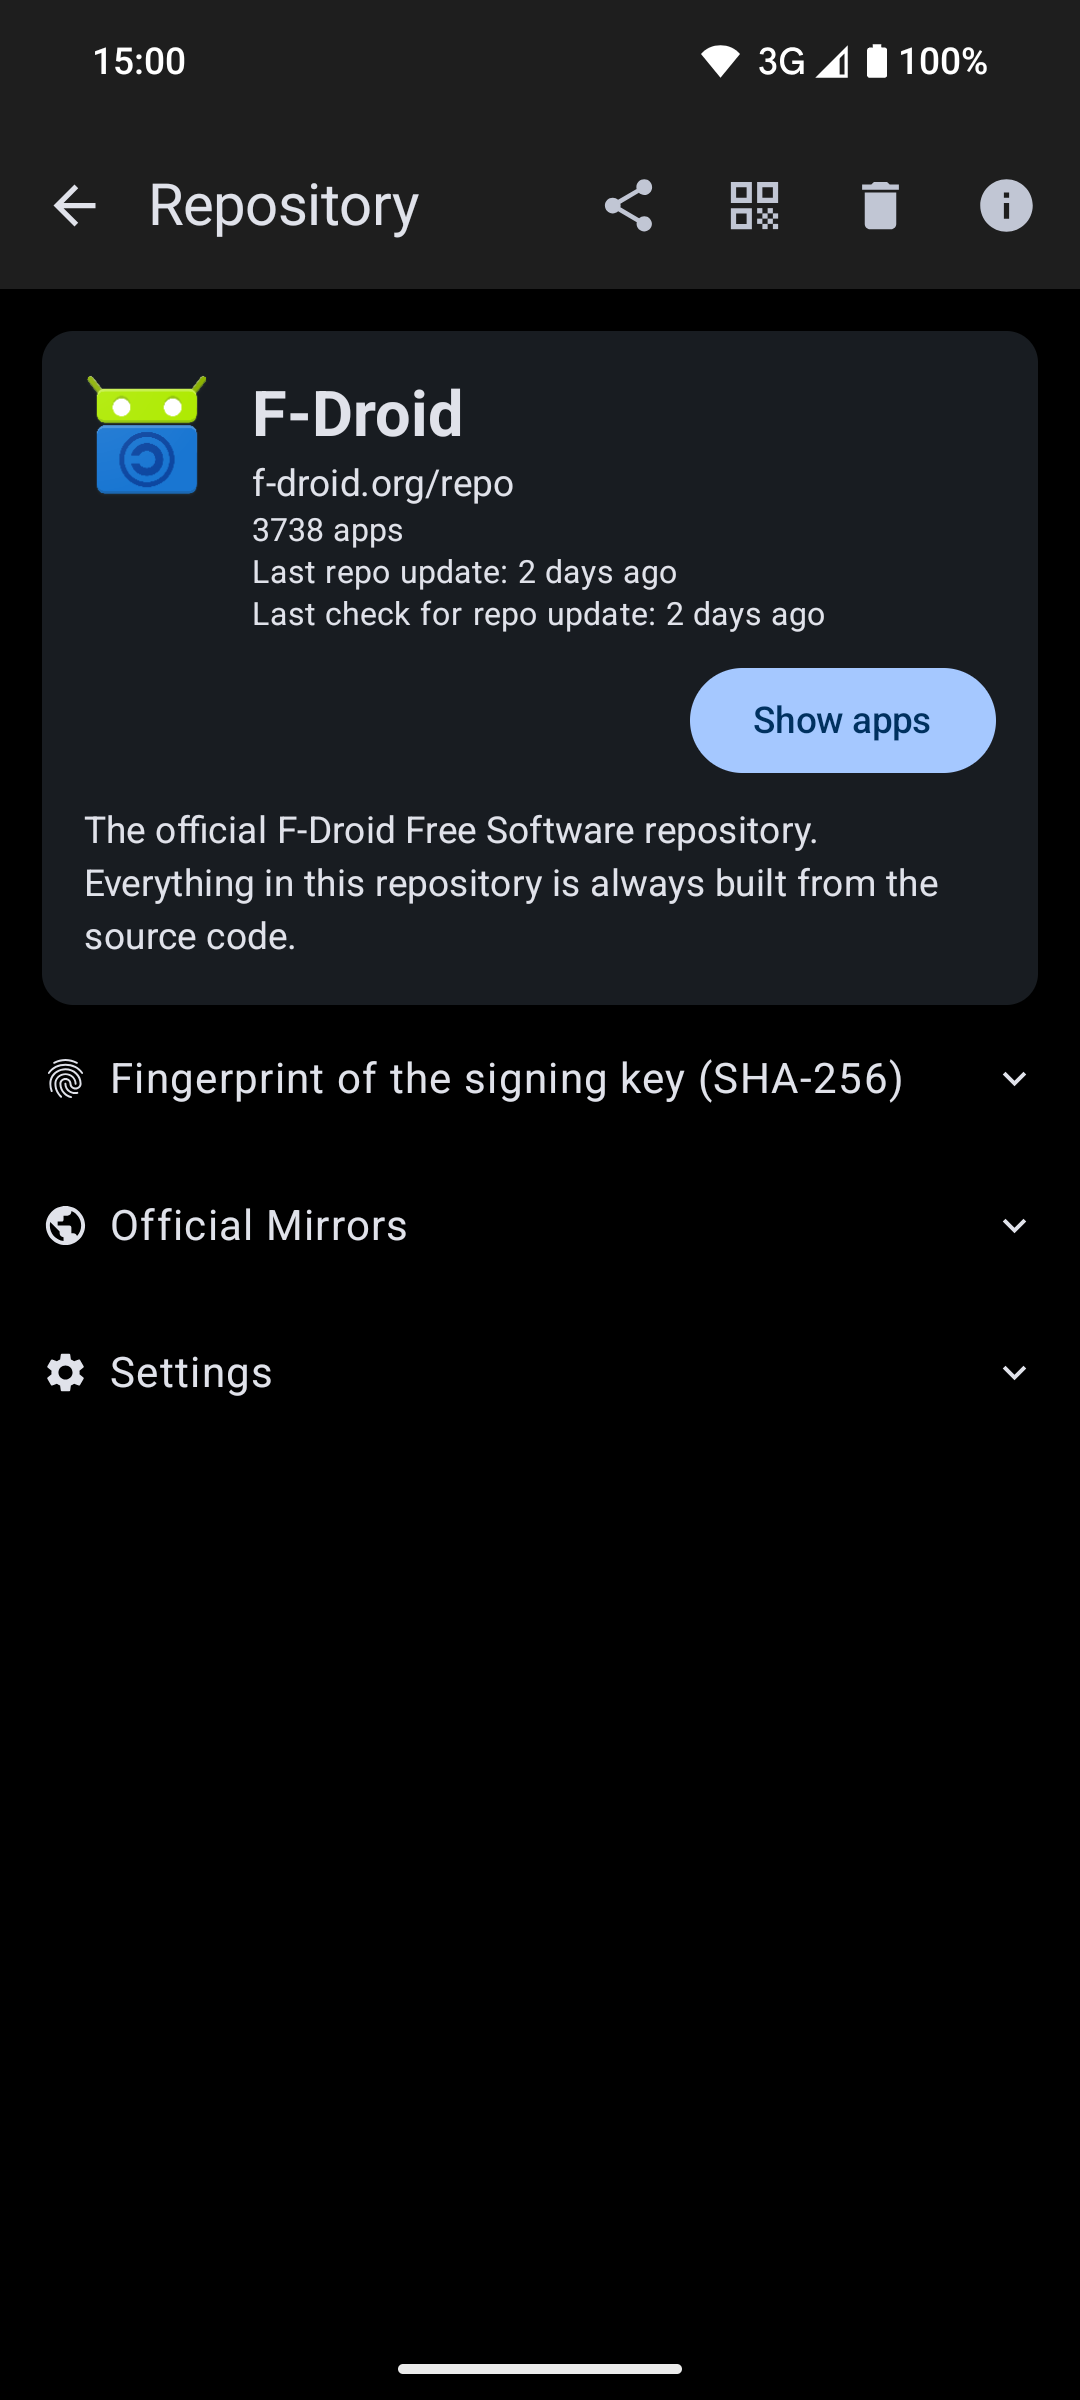 15:00
3G 100%
Repository
F-Droid
f-droid.org/repo
3738 apps
Last repo update: 2 days ago
Last check for repo update: 2 days ago
Show apps
The official F-Droid Free Software repository.
Everything in this repository is always built from the
source code.
Fingerprint of the signing key (SHA-256)
Official Mirrors
Settings